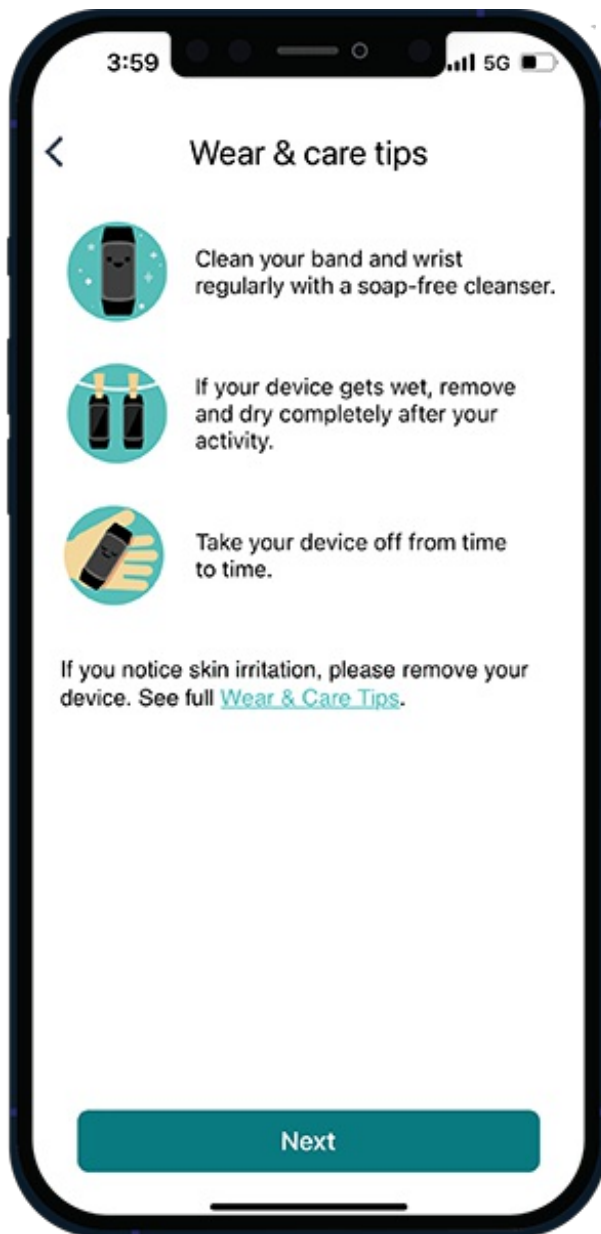 3:59
5G
Wear & care tips
Clean your band and wrist
regularly with a soap-free cleanser.
If your device gets wet, remove
and dry completely after your
activity.
Take your device off from time
to time.
If you notice skin irritation, please remove your
device. See full Wear & Care Tips.
Next